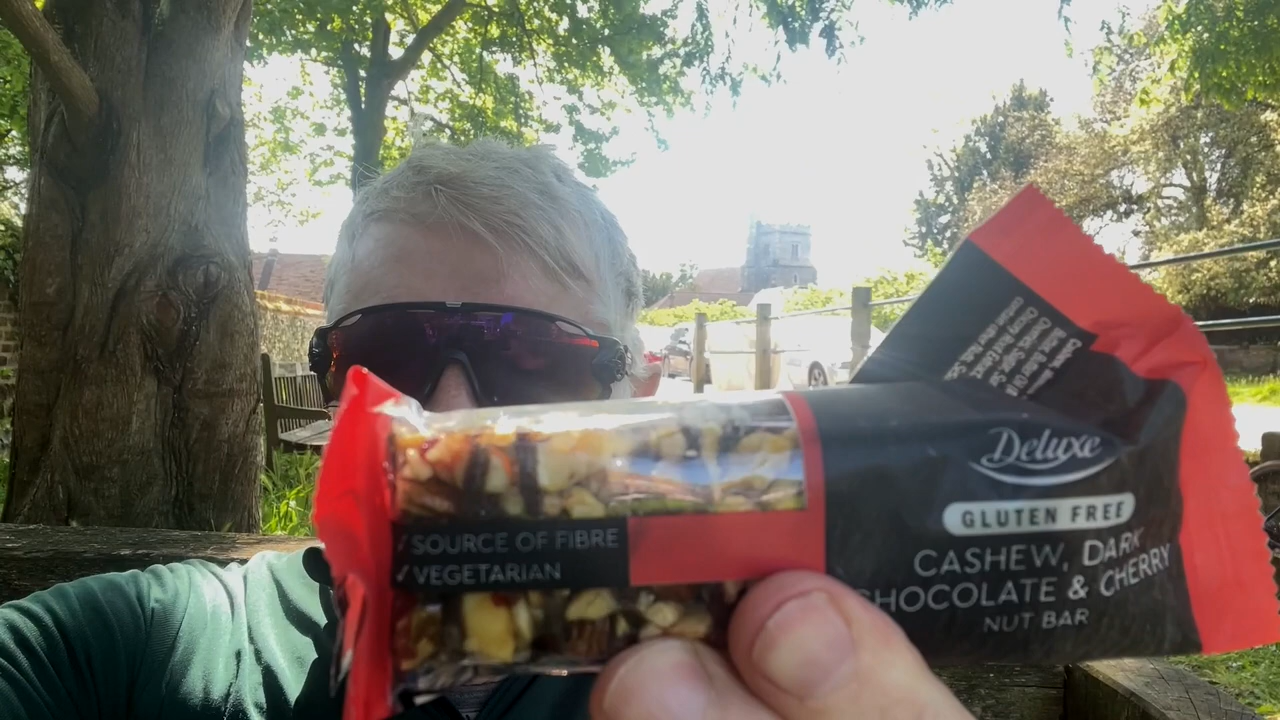 Deluxe
GLUTEN FREE
CASHEW, DARK
CHOCOLATE & CHERRY
NUT BAR
✓SOURCE OF FIBRE
✓VEGETARIAN